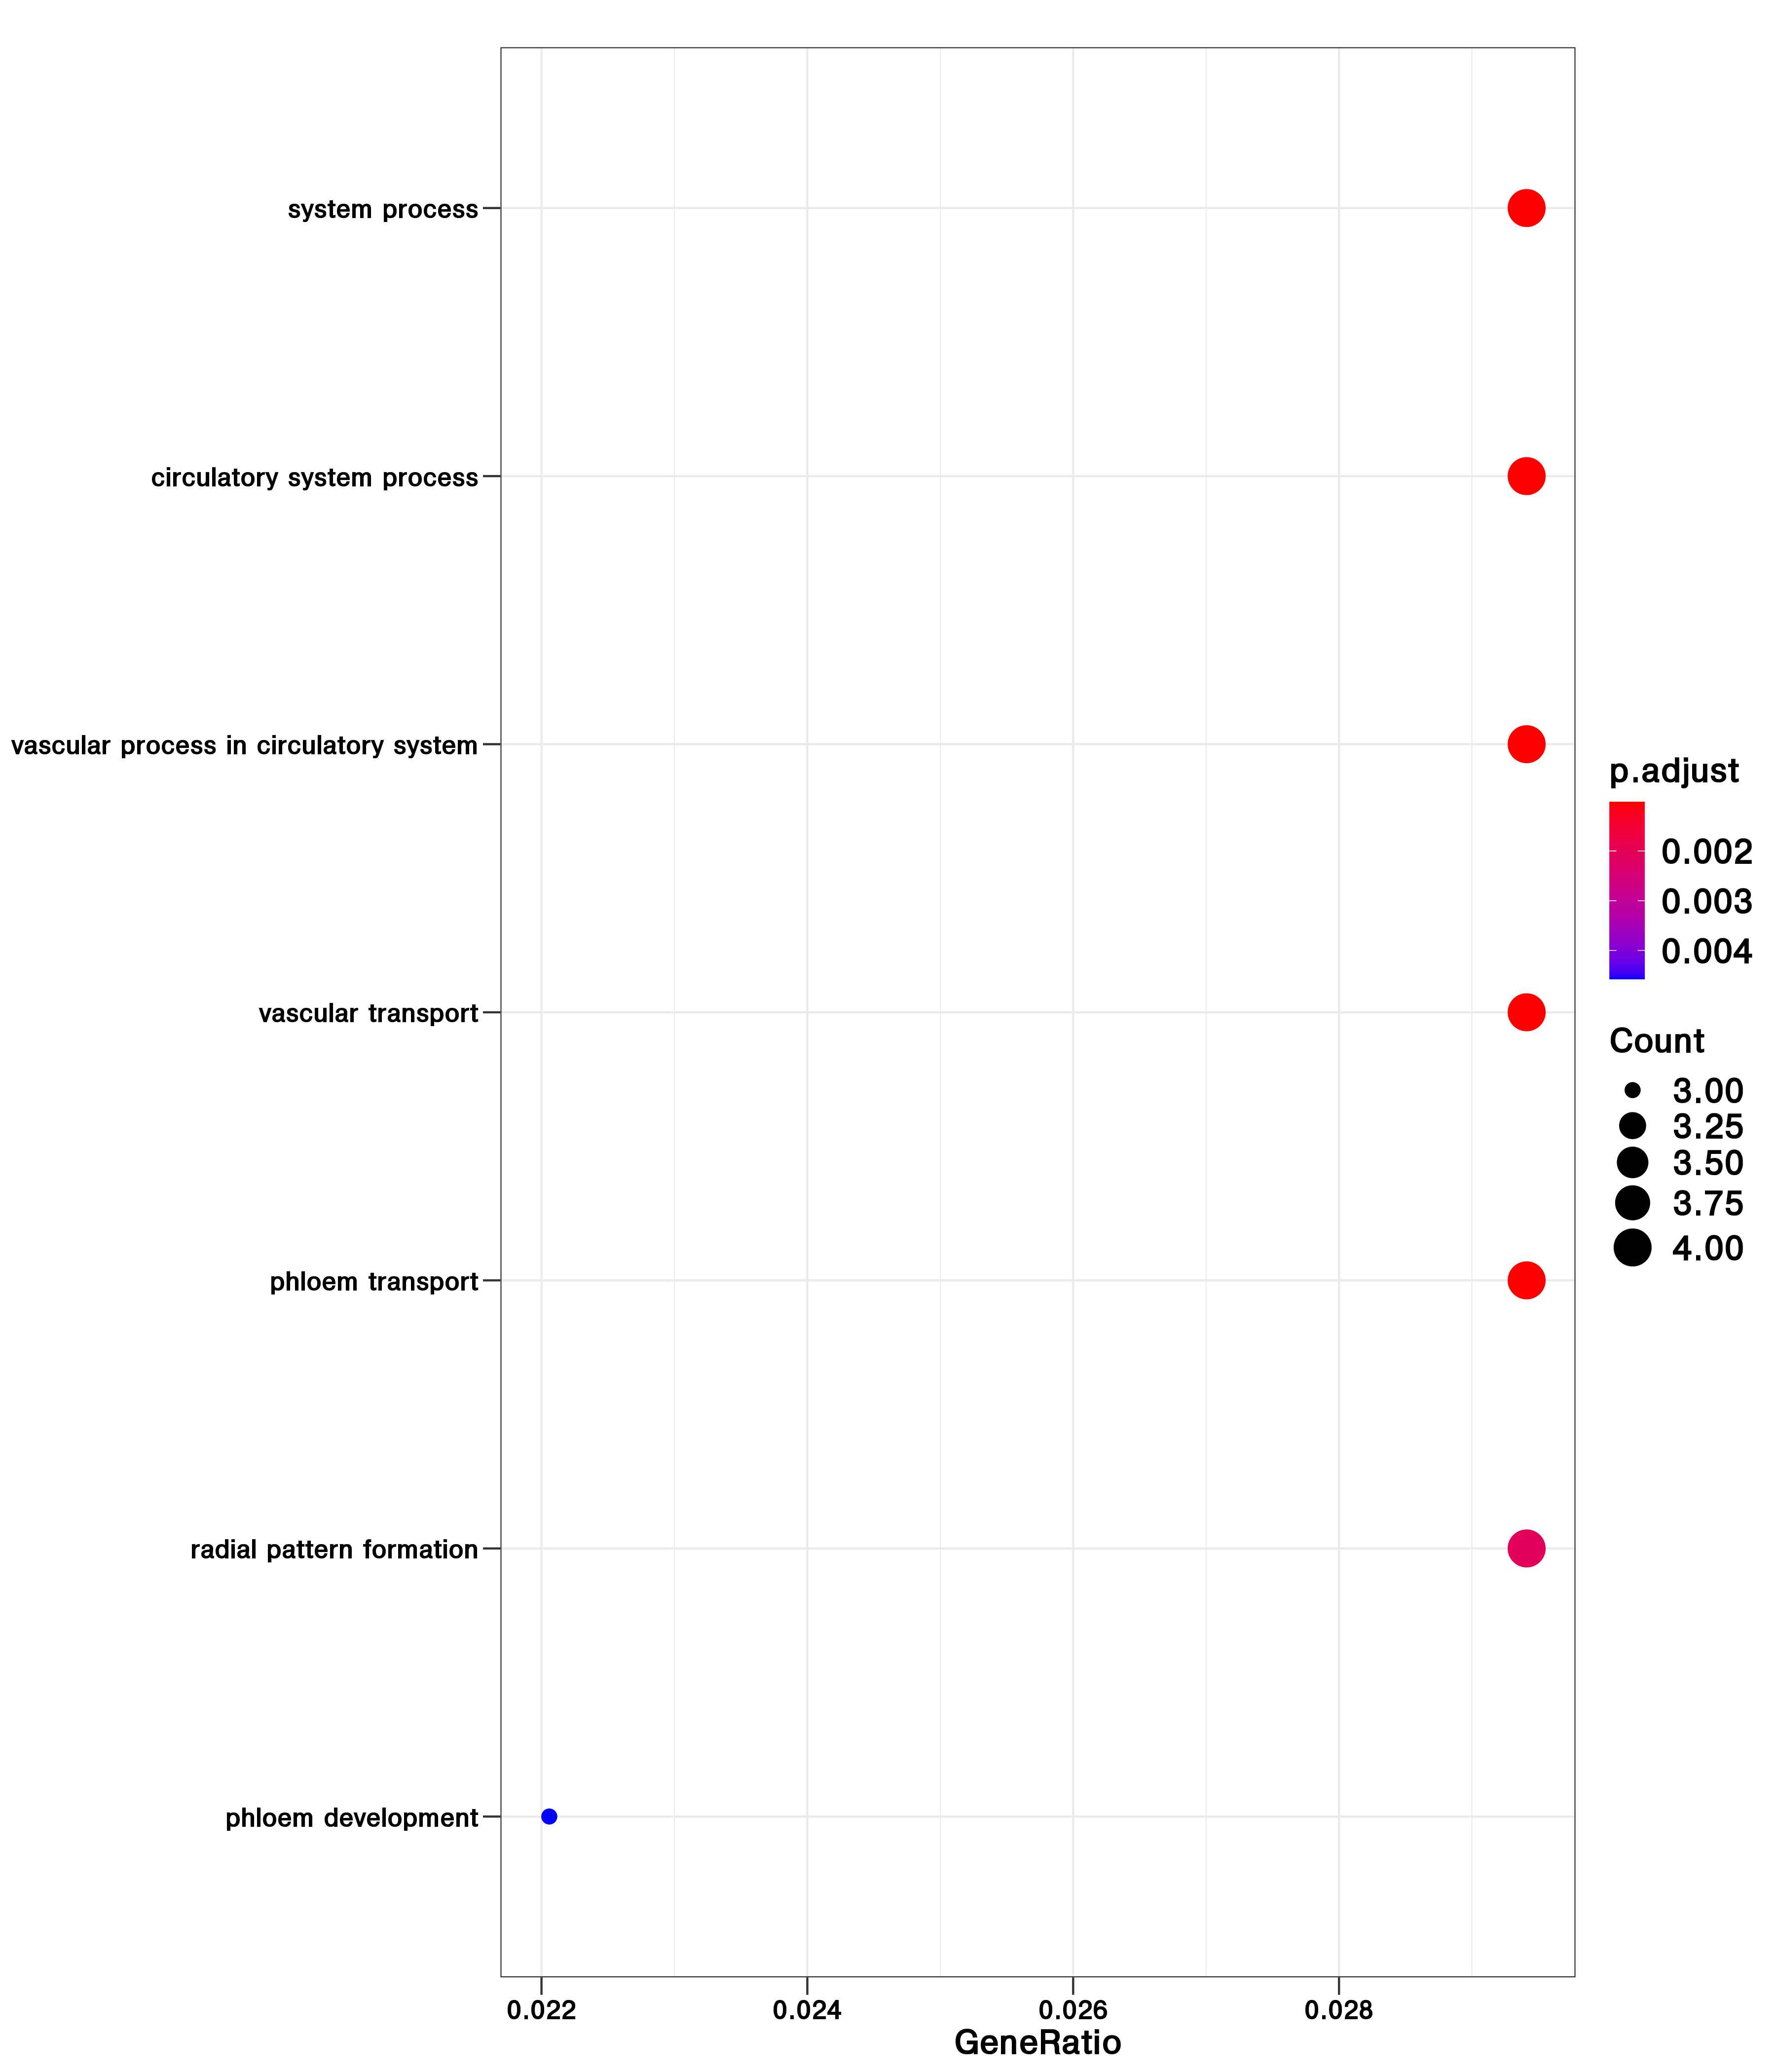 system process
circulatory system process
vascular process in circulatory system
vascular transport
phloem transport
radial pattern formation
phloem development
0.022
0.024
0.026
0.028
GeneRatio
p.adjust
0.002
0.003
0.004
Count
3.00
3.25
3.50
3.75
4.00